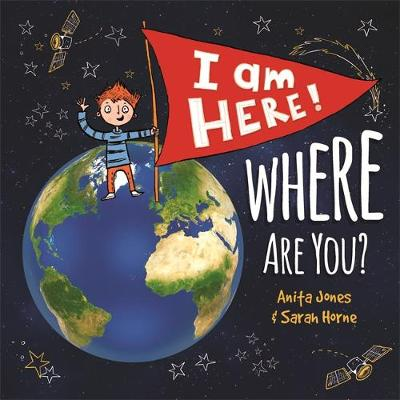 I am
HERE!
WHERE
ARE YOU?
Anita Jones
& Sarah Horne